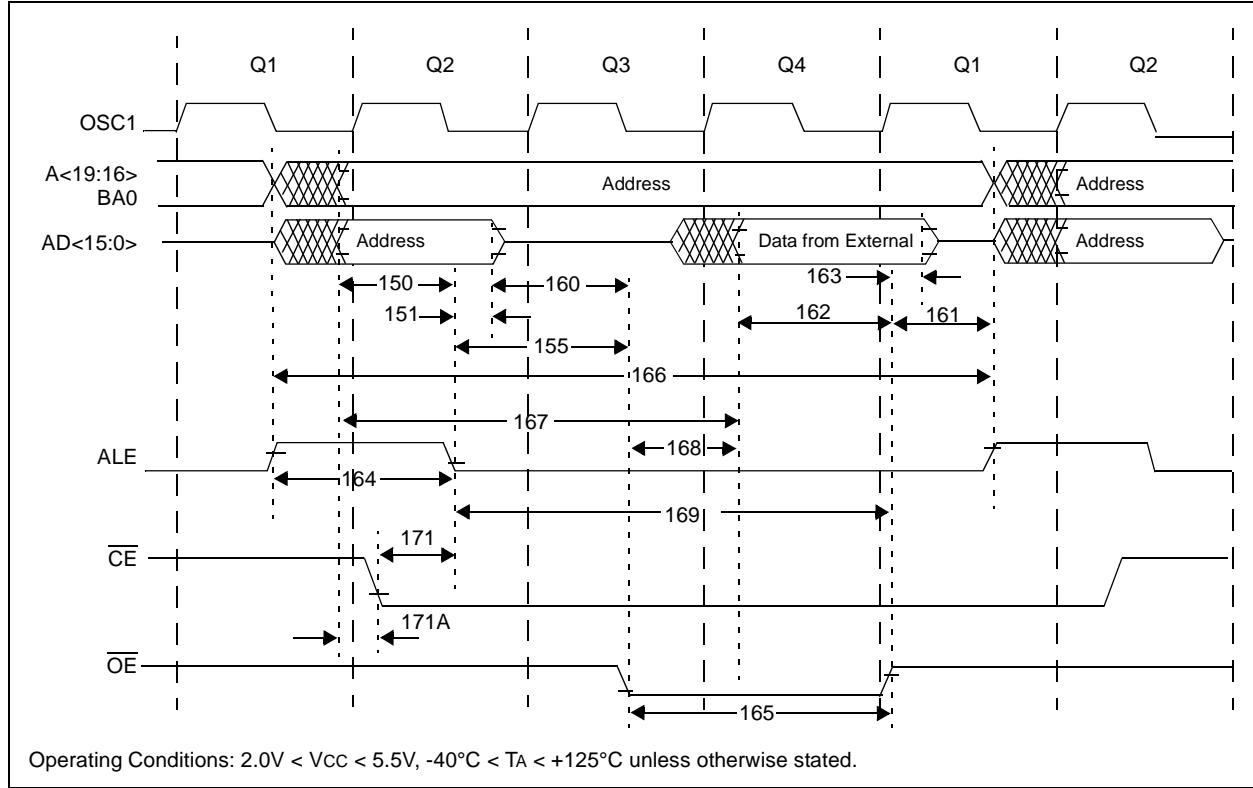 Q1 Q2 Q3 Q4 Q1 Q2
OSC1
A<19:16>
BA0
Address
Address
AD<15:0>
Address
Data from External
Address
150
160
163
151
162
161
155
166
167
168
ALE
164
169
171
CE
171A
OE
165
Operating Conditions: 2.0V < VCC < 5.5V, -40°C < TA < +125°C unless otherwise stated.